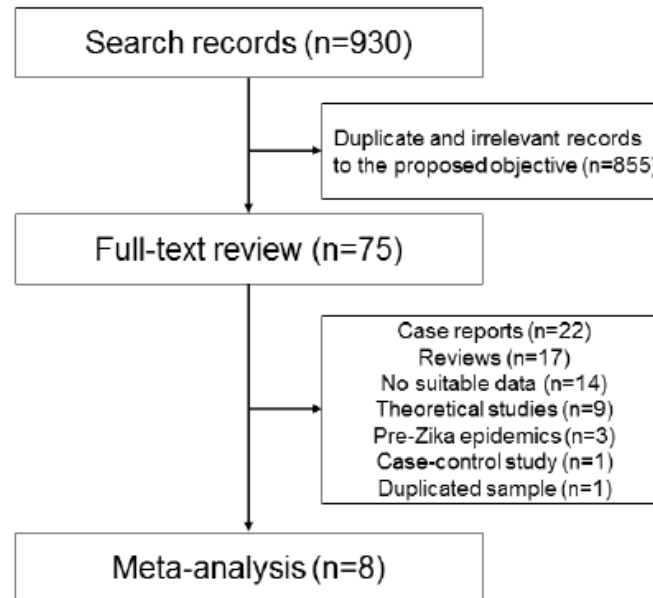 Search records (n=930)
Duplicate and irrelevant records
to the proposed objective (n=855)
Full-text review (n=75)
Case reports (n=22)
Reviews (n=17)
No suitable data (n=14)
Theoretical studies (n=9)
Pre-Zika epidemics (n=3)
Case-control study (n=1)
Duplicated sample (n=1)
Meta-analysis (n=8)